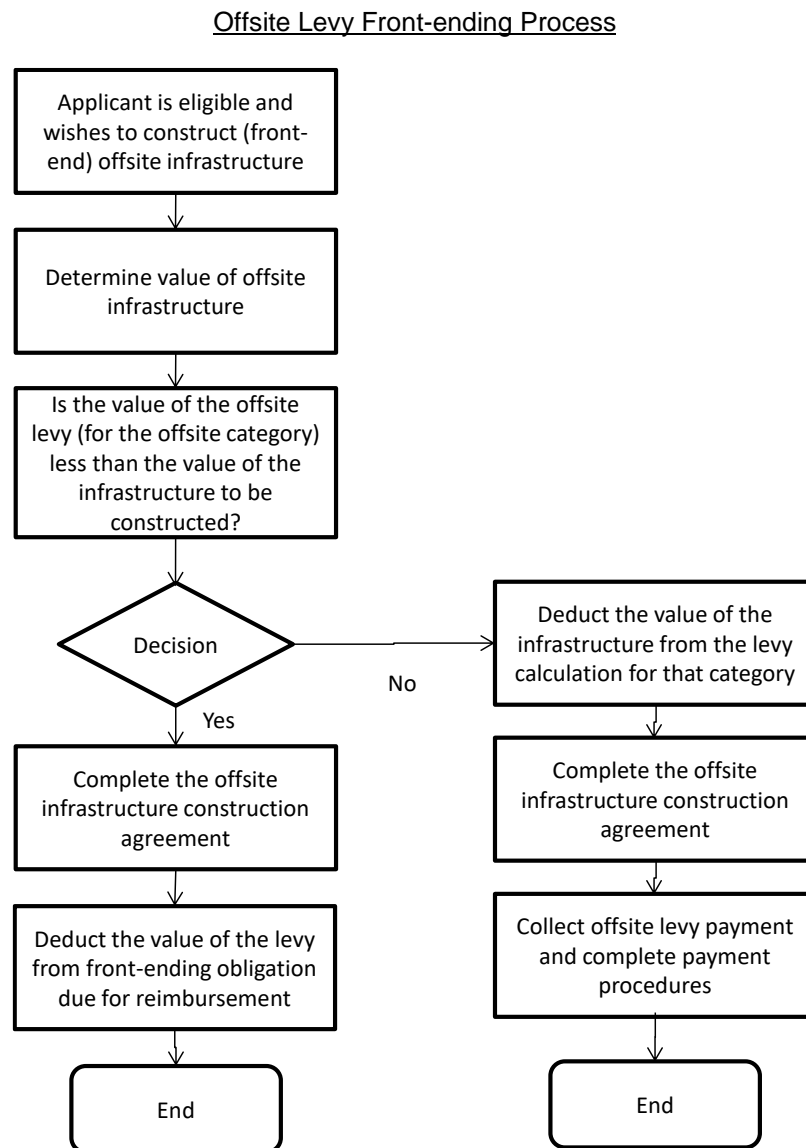 Offsite Levy Front-ending Process
Applicant is eligible and
wishes to construct (front-
end) offsite infrastructure
Determine value of offsite
infrastructure
Is the value of the offsite
levy (for the offsite category)
less than the value of the
infrastructure to be
constructed?
Decision
No
Yes
Complete the offsite
infrastructure construction
agreement
Deduct the value of the levy
from front-ending obligation
due for reimbursement
End
Deduct the value of the
infrastructure from the levy
calculation for that category
Complete the offsite
infrastructure construction
agreement
Collect offsite levy payment
and complete payment
procedures
End